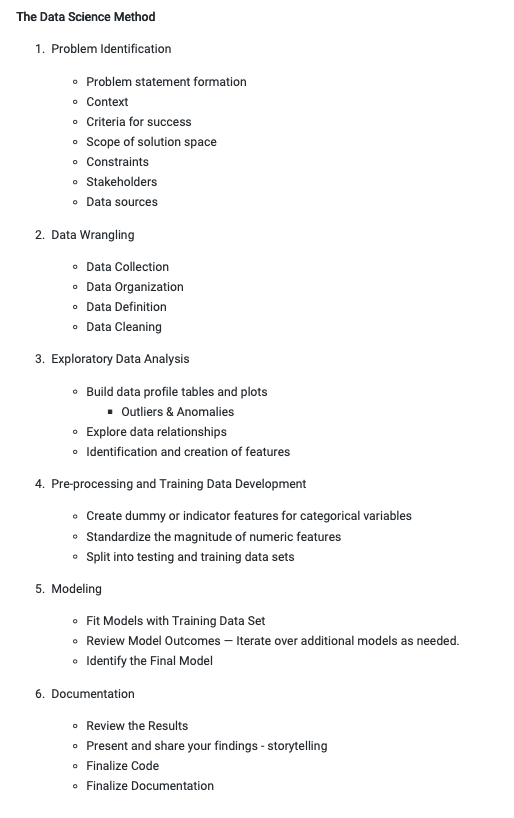 The Data Science Method
1. Problem Identification
Problem statement formation
Context
Criteria for success
Scope of solution space
Constraints
Stakeholders
Data sources
2. Data Wrangling
Data Collection
Data Organization
Data Definition
Data Cleaning
3. Exploratory Data Analysis
Build data profile tables and plots
Outliers & Anomalies
Explore data relationships
Identification and creation of features
4. Pre-processing and Training Data Development
Create dummy or indicator features for categorical variables
Standardize the magnitude of numeric features
Split into testing and training data sets
5. Modeling
Fit Models with Training Data Set
Review Model Outcomes — Iterate over additional models as needed.
Identify the Final Model
6. Documentation
Review the Results
Present and share your findings - storytelling
Finalize Code
Finalize Documentation